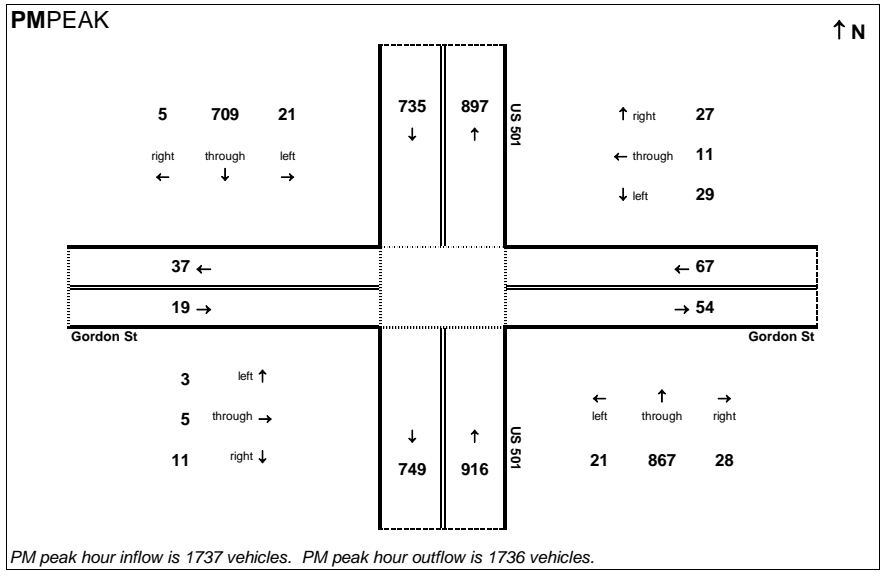 PMPEAK
↑ N
5 709 21
right through left
← ↓ →
735 897
↓ ↑
US 501
↑ right 27
← through 11
↓ left 29
37 ←
19 →
← 67
→ 54
Gordon St
Gordon St
3 left ↑
5 through →
11 right ↓
↓ ↑
749 916
US 501
← ↑ →
left through right
21 867 28
PM peak hour inflow is 1737 vehicles. PM peak hour outflow is 1736 vehicles.